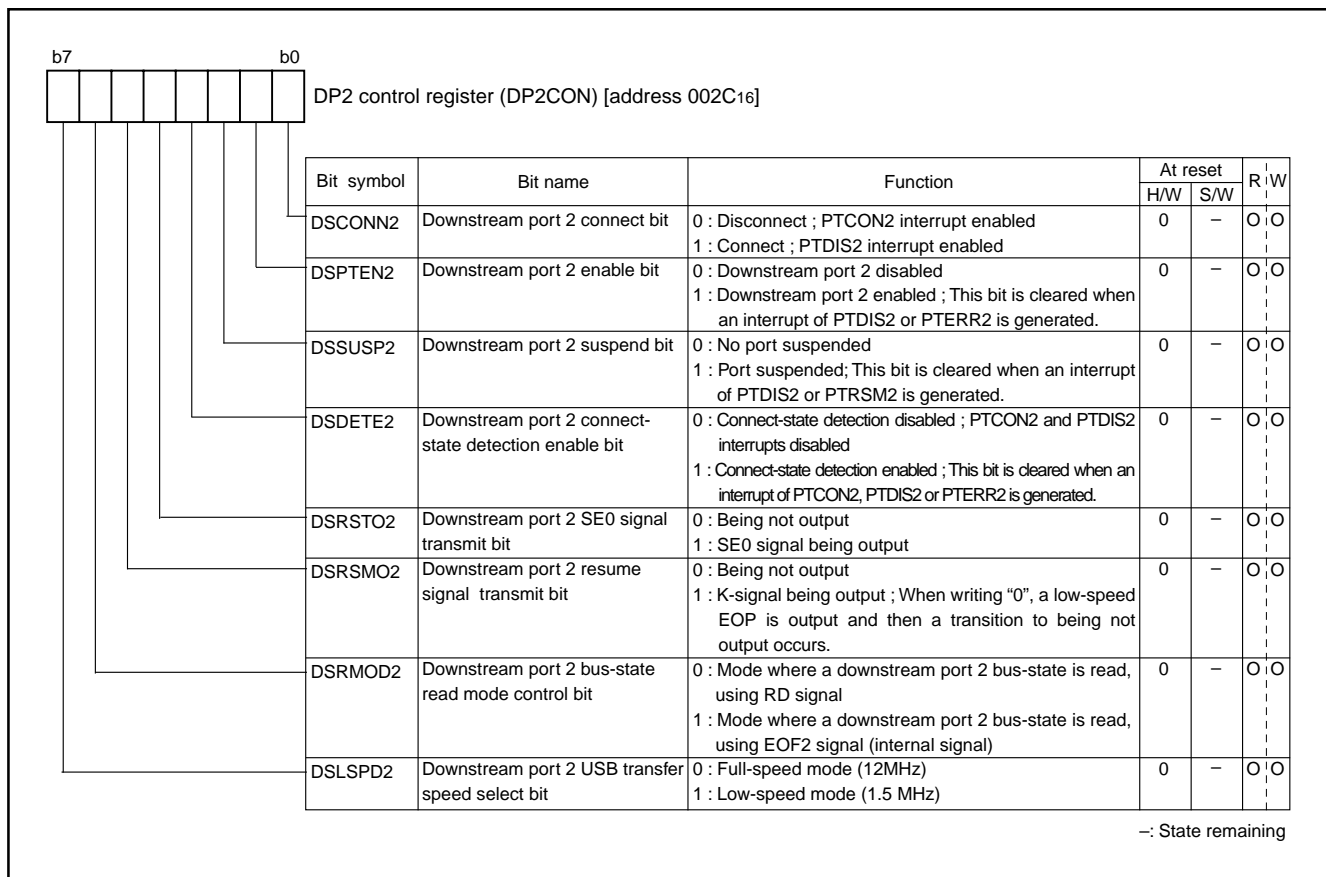 b7 b0
DP2 control register (DP2CON) [address 002C16]
Bit symbol Bit name Function At reset R W
H/W S/W
DSCONN2 Downstream port 2 connect bit 0 : Disconnect ; PTCON2 interrupt enabled 0 – O O
1 : Connect ; PTDIS2 interrupt enabled
DSPTEN2 Downstream port 2 enable bit 0 : Downstream port 2 disabled 0 – O O
1 : Downstream port 2 enabled ; This bit is cleared when
an interrupt of PTDIS2 or PTERR2 is generated.
DSSUSP2 Downstream port 2 suspend bit 0 : No port suspended 0 – O O
1 : Port suspended; This bit is cleared when an interrupt
of PTDIS2 or PTRSM2 is generated.
DSDETE2 Downstream port 2 connect- 0 : Connect-state detection disabled ; PTCON2 and PTDIS2 0 – O O
state detection enable bit interrupts disabled
1 : Connect-state detection enabled ; This bit is cleared when an
interrupt of PTCON2, PTDIS2 or PTERR2 is generated.
DSRSTO2 Downstream port 2 SE0 signal 0 : Being not output 0 – O O
transmit bit 1 : SE0 signal being output
DSRSMO2 Downstream port 2 resume 0 : Being not output 0 – O O
signal transmit bit 1 : K-signal being output ; When writing “0”, a low-speed
EOP is output and then a transition to being not
output occurs.
DSRMOD2 Downstream port 2 bus-state 0 : Mode where a downstream port 2 bus-state is read, 0 – O O
read mode control bit using RD signal
1 : Mode where a downstream port 2 bus-state is read,
using EOF2 signal (internal signal)
DSLSPD2 Downstream port 2 USB transfer 0 : Full-speed mode (12MHz) 0 – O O
speed select bit 1 : Low-speed mode (1.5 MHz)
–: State remaining